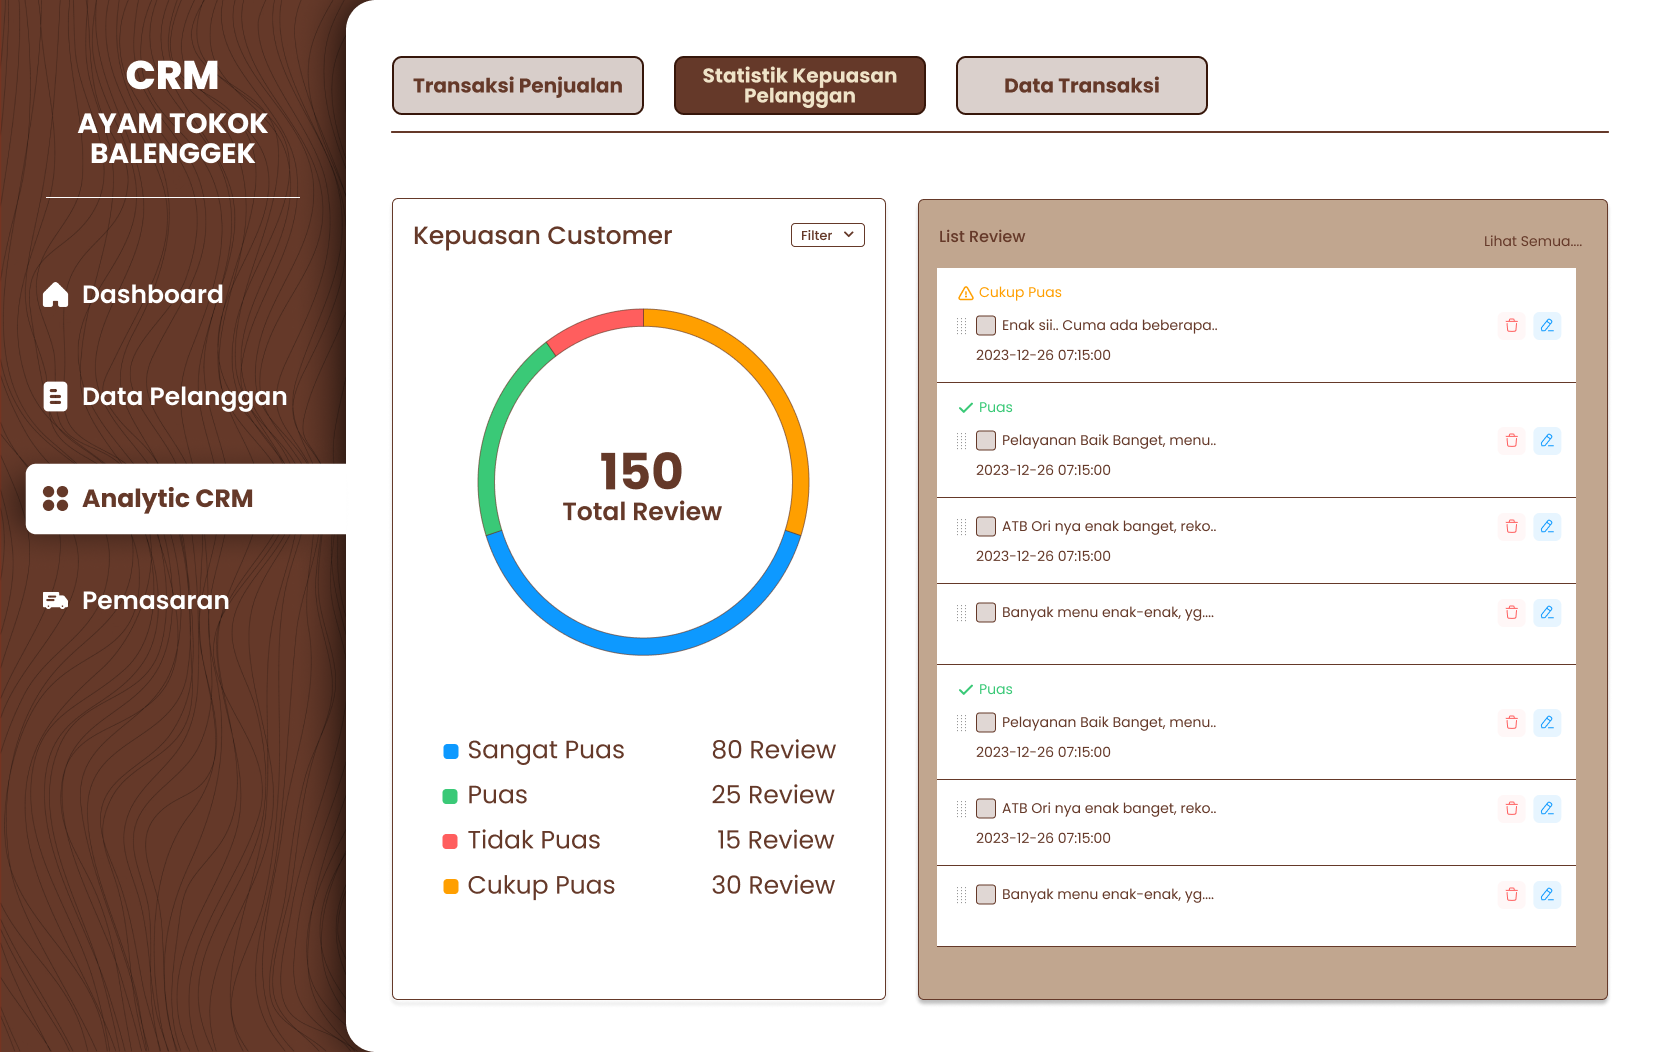 CRM
AYAM TOKOK
BALENGGEK
Dashboard
Data Pelanggan
Analytic CRM
Pemasaran
Transaksi Penjualan
Statistik Kepuasan
Pelanggan
Data Transaksi
Kepuasan Customer
Filter
150
Total Review
Sangat Puas 80 Review
Puas 25 Review
Tidak Puas 15 Review
Cukup Puas 30 Review
List Review
Lihat Semua....
Cukup Puas
Enak sii.. Cuma ada beberapa..
2023-12-26 07:15:00
Puas
Pelayanan Baik Banget, menu..
2023-12-26 07:15:00
ATB Ori nya enak banget, reko..
2023-12-26 07:15:00
Banyak menu enak-enak, yg....
Puas
Pelayanan Baik Banget, menu..
2023-12-26 07:15:00
ATB Ori nya enak banget, reko..
2023-12-26 07:15:00
Banyak menu enak-enak, yg....